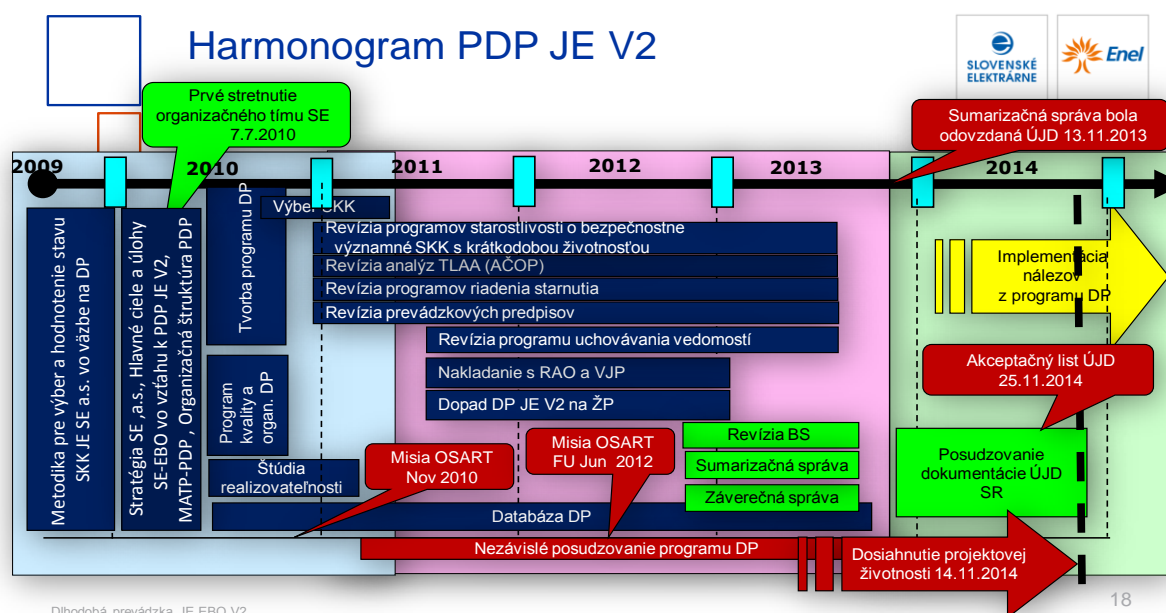 Harmonogram PDP JE V2
SLOVENSKÉ
ELEKTRÁRNE
Enel
Prvé stretnutie
organizačného tímu SE
7.7.2010
Sumarizačná správa bola
odovzdaná ÚJD 13.11.2013
2009
2010
2011
2012
2013
2014
Metodika pre výber a hodnotenie stavu
SKK JE SE a.s. vo väzbe na DP
Stratégia SE ,a.s., Hlavné ciele a úlohy
SE-EBO vo vzťahu k PDP JE V2,
MATP-PDP , Organizačná štruktúra PDP
Tvorba programu DP
Výber SKK
Revízia programov starostlivosti o bezpečnostne
významné SKK s krátkodobou životnosťou
Revízia analýz TLAA (AČOP)
Revízia programov riadenia starnutia
Revízia prevádzkových predpisov
Revízia programu uchovávania vedomostí
Implementácia
nálezov
z programu DP
Program
kvality a
organ. DP
Nakladanie s RAO a VJP
Dopad DP JE V2 na ŽP
Akceptačný list ÚJD
25.11.2014
Štúdia
realizovateľnosti
Misia OSART
Nov 2010
Misia OSART
FU Jun 2012
Revízia BS
Sumarizačná správa
Záverečná správa
Posudzovanie
dokumentácie ÚJD
SR
Databáza DP
Nezávislé posudzovanie programu DP
Dosiahnutie projektovej
životnosti 14.11.2014
Dlhodobá prevádzka JE EBO V2
18